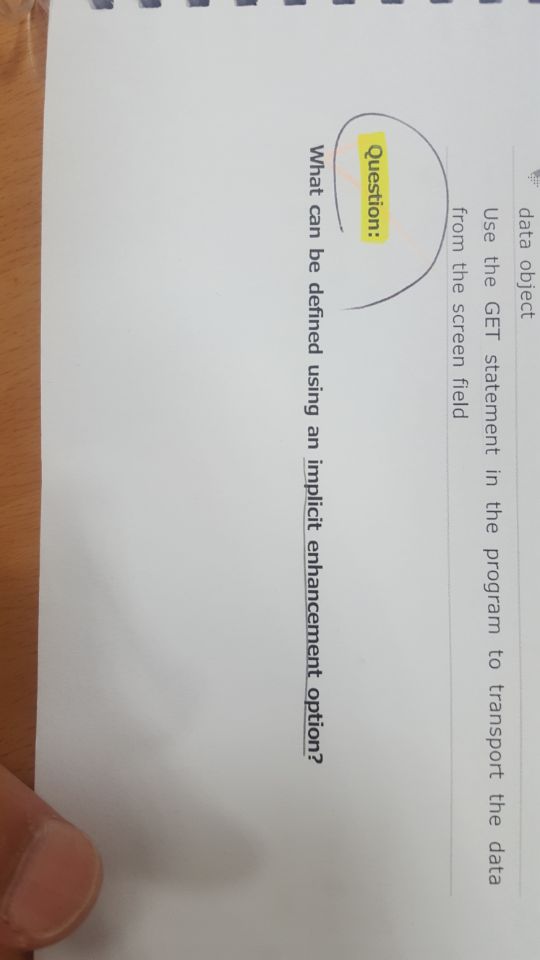 data object
Use the GET statement in the program to transport the data
from the screen field
Question:
What can be defined using an implicit enhancement option?